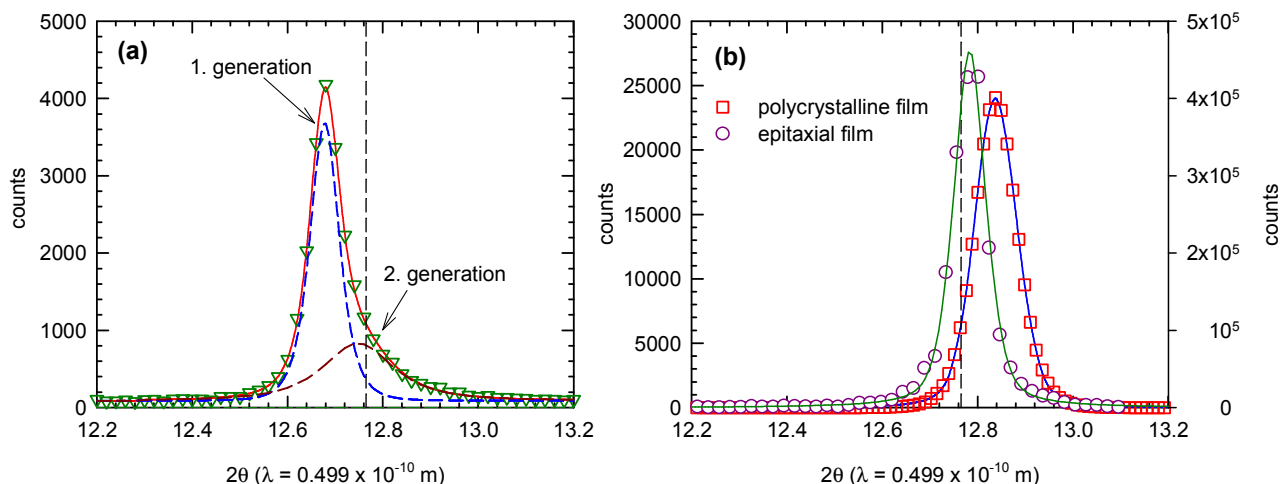 (a)
1. generation
2. generation
counts
5000
4000
3000
2000
1000
0
12.2
12.4
12.6
12.8
13.0
13.2
2θ (λ = 0.499 x 10⁻¹⁰ m)
(b)
polycrystalline film
epitaxial film
counts
30000
25000
20000
15000
10000
5000
0
5x10⁵
4x10⁵
3x10⁵
2x10⁵
10⁵
0
counts
12.2
12.4
12.6
12.8
13.0
13.2
2θ (λ = 0.499 x 10⁻¹⁰ m)